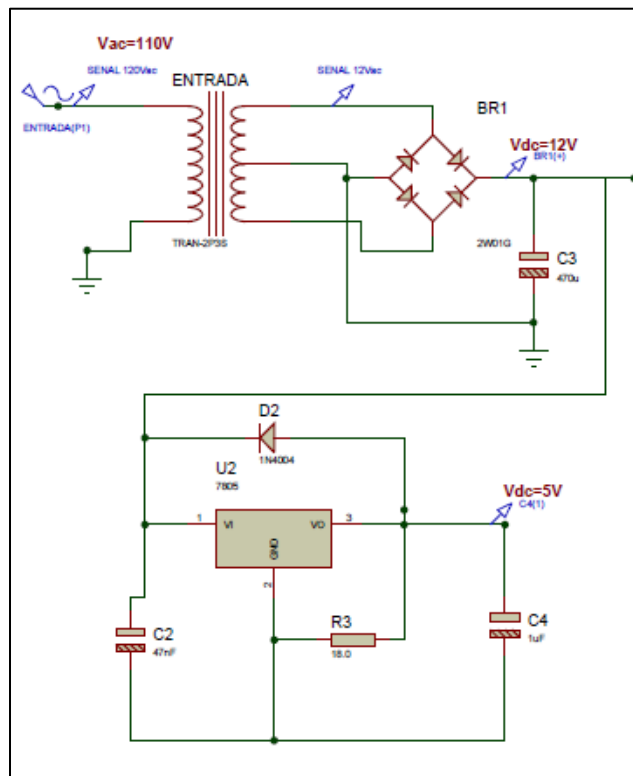 Vac=110V
SENAL 120Vac
ENTRADA
SENAL 12Vac
BR1
ENTRADA(P1)
Vdc=12V
BR1(+)
TRAN-2P3S
2W01G
C3
470u
D2
1N4004
U2
7805
Vdc=5V
C4(1)
1
VI
VO
3
GND
2
C2
47nF
R3
18.0
C4
1uF